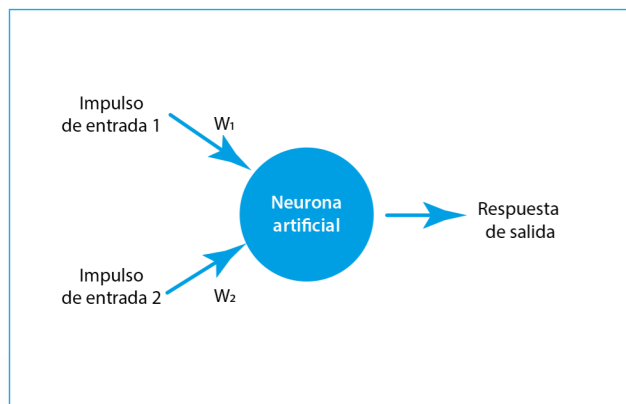 Impulso
de entrada 1
W₁
Neurona
artificial
Respuesta
de salida
Impulso
de entrada 2
W₂